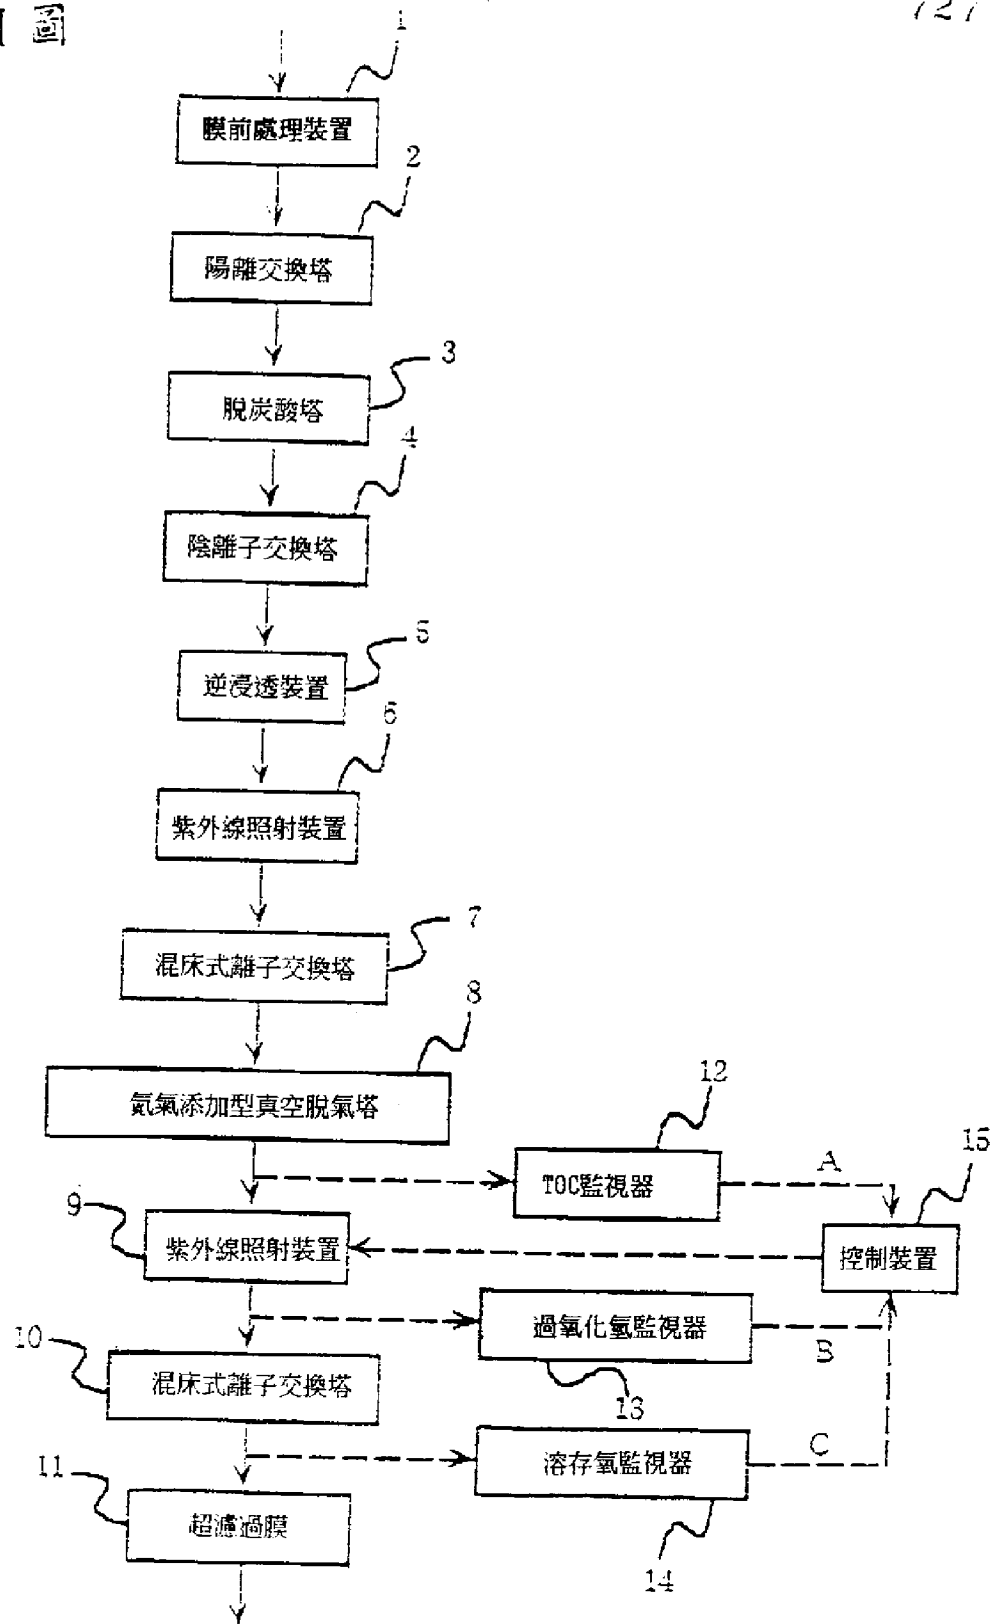 圖
727
1
膜前處理裝置
2
陽離交換塔
3
脫炭酸塔
4
陰離子交換塔
5
逆浸透裝置
6
紫外線照射裝置
7
混床式離子交換塔
8
氮氣添加型真空脫氣塔
12
TOC監視器
A
15
9
紫外線照射裝置
控制裝置
過氧化氫監視器
B
10
混床式離子交換塔
13
溶存氧監視器
C
11
超濾過膜
14